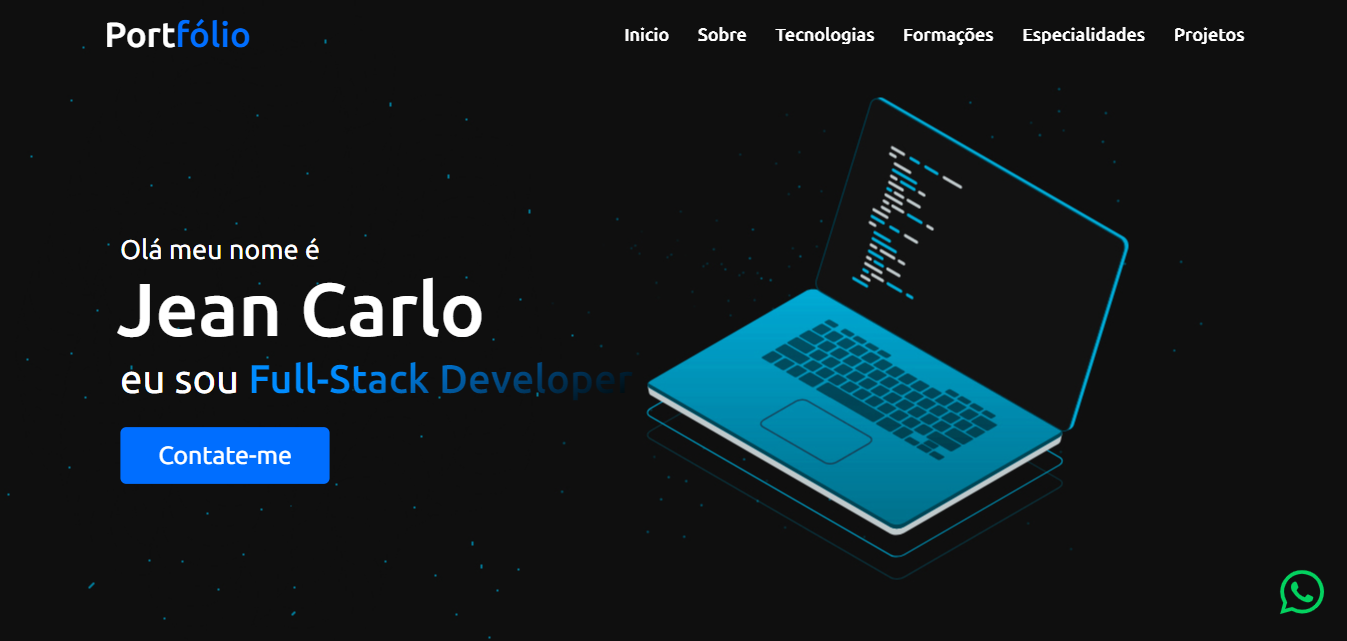 Portfólio
Inicio Sobre Tecnologias Formações Especialidades Projetos
Olá meu nome é
Jean Carlo
eu sou Full-Stack Developer
Contate-me